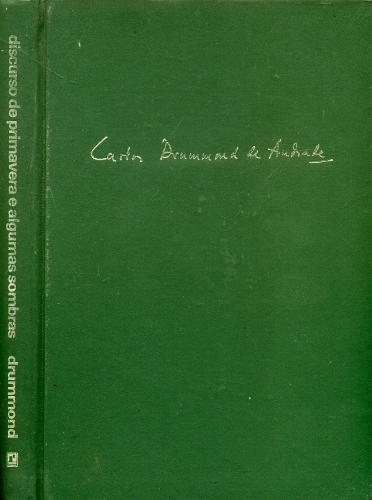 discurso de primavera e algumas sombras drummond
Carlos Drummond de Andrade